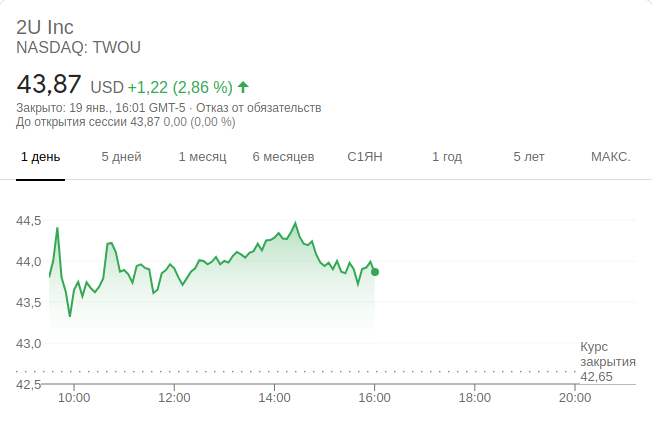 2U Inc
NASDAQ: TWOU
43,87 USD +1,22 (2,86 %)
Закрыто: 19 янв., 16:01 GMT-5 · Отказ от обязательств
До открытия сессии 43,87 0,00 (0,00 %)
1 день 5 дней 1 месяц 6 месяцев С1ЯН 1 год 5 лет МАКС.
44,5
44,0
43,5
43,0
Курс
закрытия
42,65
42,5
10:00 12:00 14:00 16:00 18:00 20:00